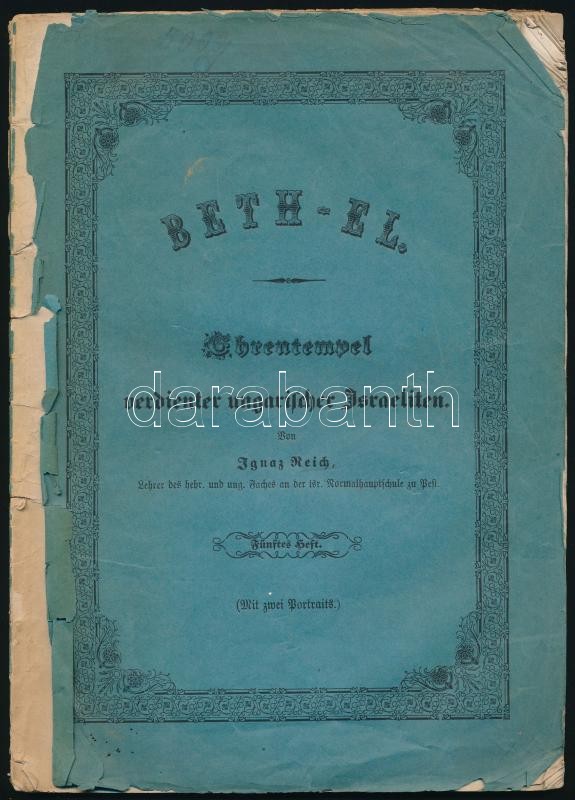 BETH-EL.
Ehrentempel
verdienter ungarischer Israeliten.
darabanth
Von
Ignaz Reich,
Lehrer des hebr. und ung. Faches an der isr. Normalhauptschule zu Pest.
Fünftes Heft.
(Mit zwei Portraits.)